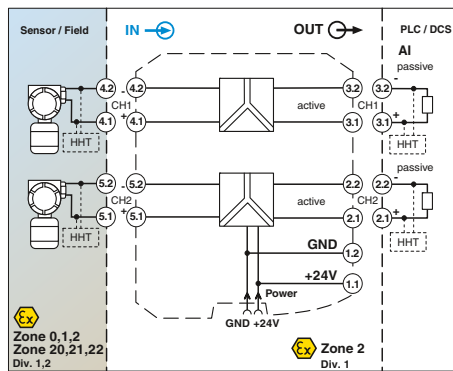 Sensor / Field
IN
OUT
PLC / DCS
AI
passive
4.2 - 4.2 3.2 3.2 -
CH1 active CH1
4.1 + 4.1 3.1 3.1 +
HHT HHT
passive
5.2 - 5.2 2.2 2.2 -
CH2 active CH2
5.1 + 5.1 2.1 2.1 +
HHT HHT
GND 1.2
+24V 1.1
Power
GND +24V
Ex
Zone 0,1,2
Zone 20,21,22
Div. 1,2
Ex Zone 2
Div. 1